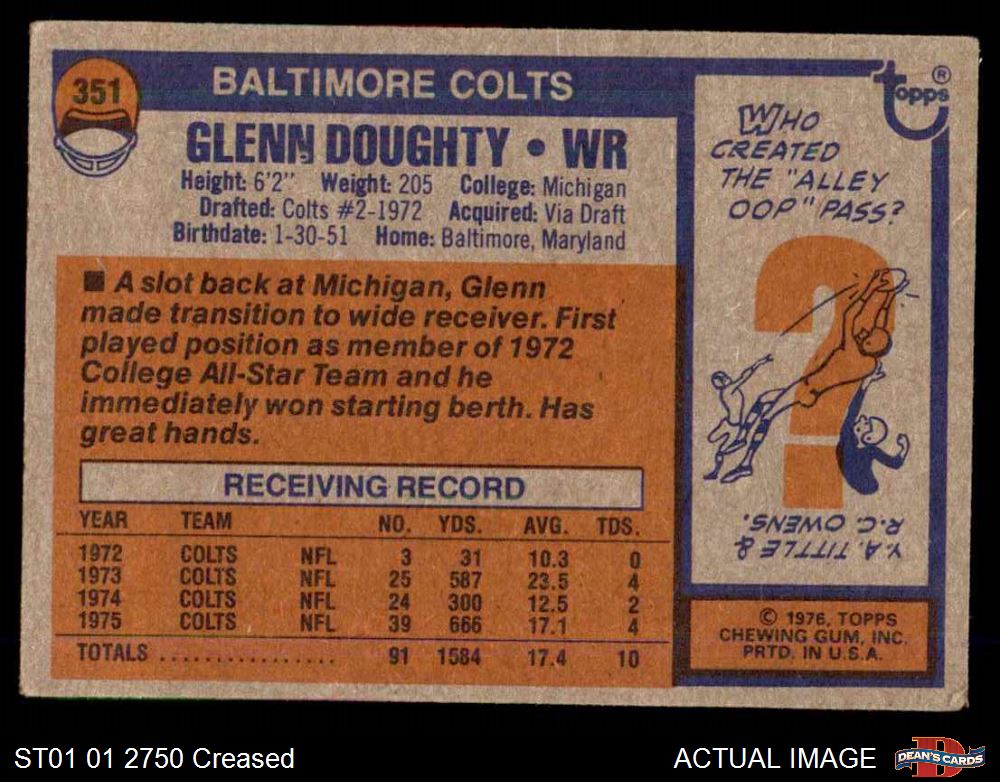 351
BALTIMORE COLTS
GLENN DOUGHTY • WR
Height: 6'2" Weight: 205 College: Michigan
Drafted: Colts #2-1972 Acquired: Via Draft
Birthdate: 1-30-51 Home: Baltimore, Maryland
■ A slot back at Michigan, Glenn
made transition to wide receiver. First
played position as member of 1972
College All-Star Team and he
immediately won starting berth. Has
great hands.
RECEIVING RECORD
YEAR TEAM NO. YDS. AVG. TDS.
1972 COLTS NFL 3 31 10.3 0
1973 COLTS NFL 25 587 23.5 4
1974 COLTS NFL 24 300 12.5 2
1975 COLTS NFL 39 666 17.1 4
TOTALS ................ 91 1584 17.4 10
Topps ®
WHO
CREATED
THE "ALLEY
OOP" PASS?
Y.A. TITTLE &
R.C. OWENS.
© 1976, TOPPS
CHEWING GUM, INC.
PRTD. IN U.S.A.
ST01 01 2750 Creased
ACTUAL IMAGE
D
DEAN'S CARDS